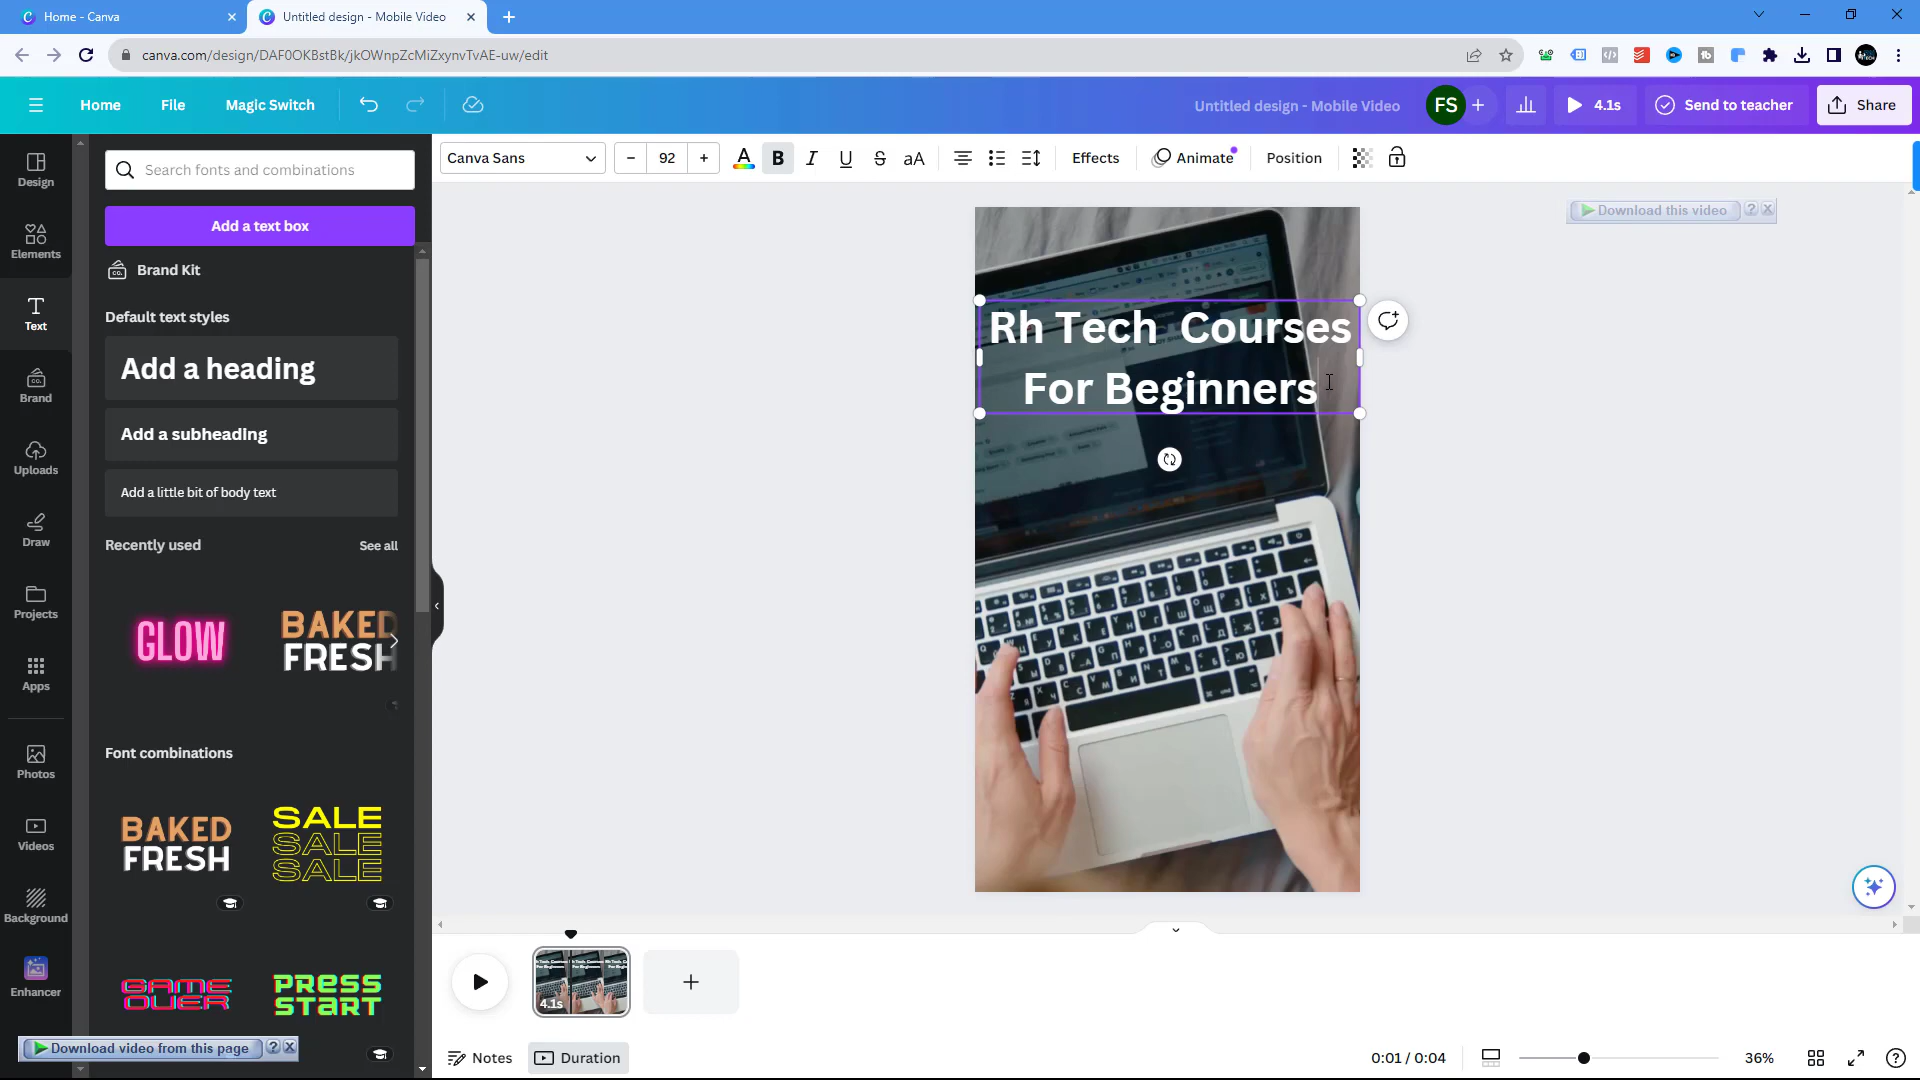 Home - Canva
Untitled design - Mobile Video
canva.com/design/DAF0OKBstBk/jkOWnpZcMiZxynvTvAE-uw/edit
Home
File
Magic Switch
Untitled design - Mobile Video
FS
4.1s
Send to teacher
Share
Design
Elements
Text
Brand
Uploads
Draw
Projects
Apps
Photos
Videos
Background
Enhancer
Search fonts and combinations
Add a text box
Brand Kit
Default text styles
Add a heading
Add a subheading
Add a little bit of body text
Recently used
See all
GLOW
BAKED
FRESH
Font combinations
BAKED
FRESH
SALE
SALE
SALE
GAME
OVER
PRESS
START
Download video from this page
Canva Sans
92
B
I
U
S
aA
Effects
Animate
Position
Download this video
Rh Tech  Courses
For Beginners
4.1s
Notes
Duration
0:01 / 0:04
36%